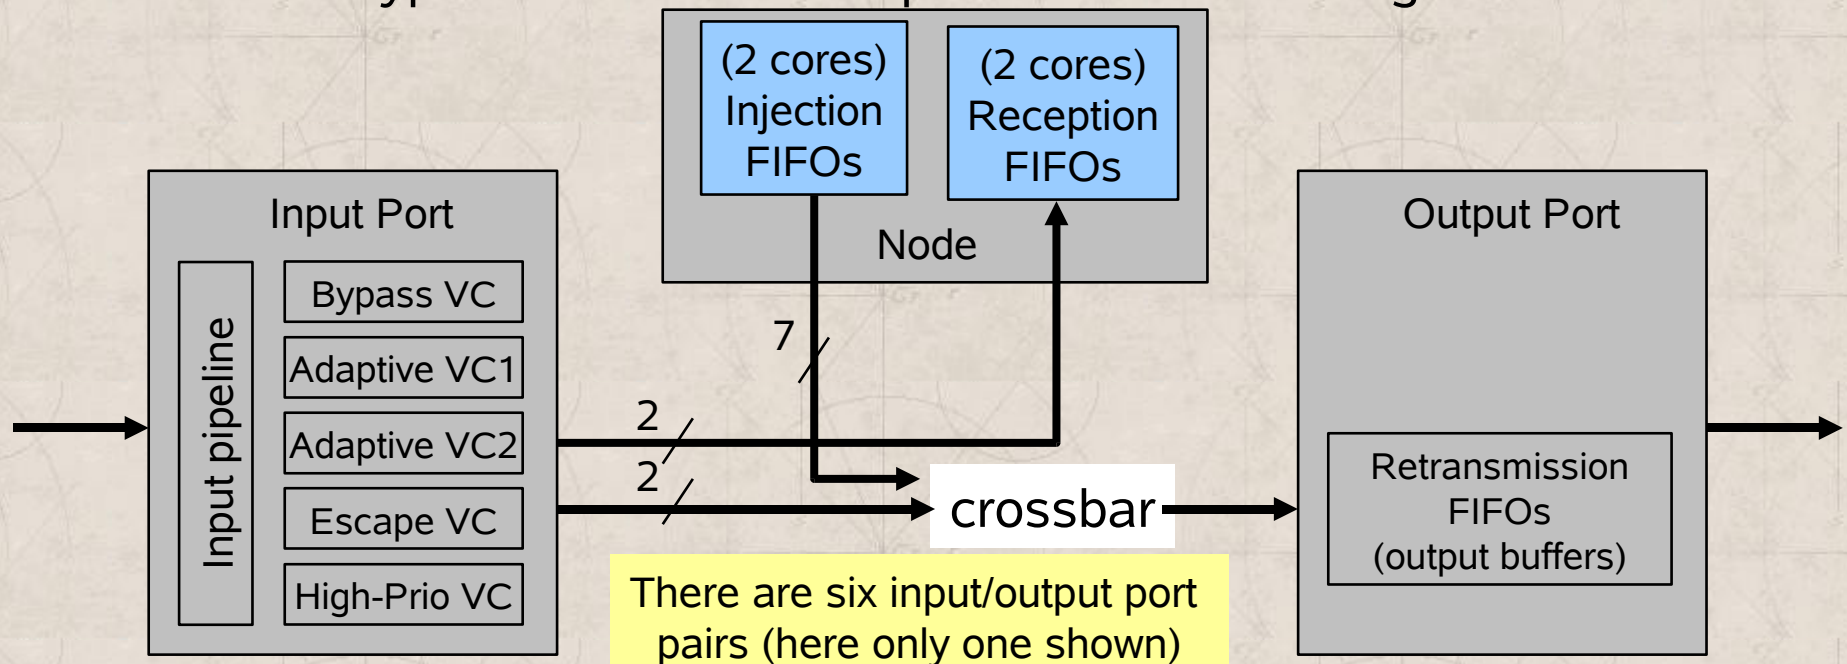 (2 cores)
Injection
FIFOs
(2 cores)
Reception
FIFOs
Node
Input Port
Input pipeline
Bypass VC
Adaptive VC1
Adaptive VC2
Escape VC
High-Prio VC
7
2
2
crossbar
Output Port
Retransmission
FIFOs
(output buffers)
There are six input/output port
pairs (here only one shown)